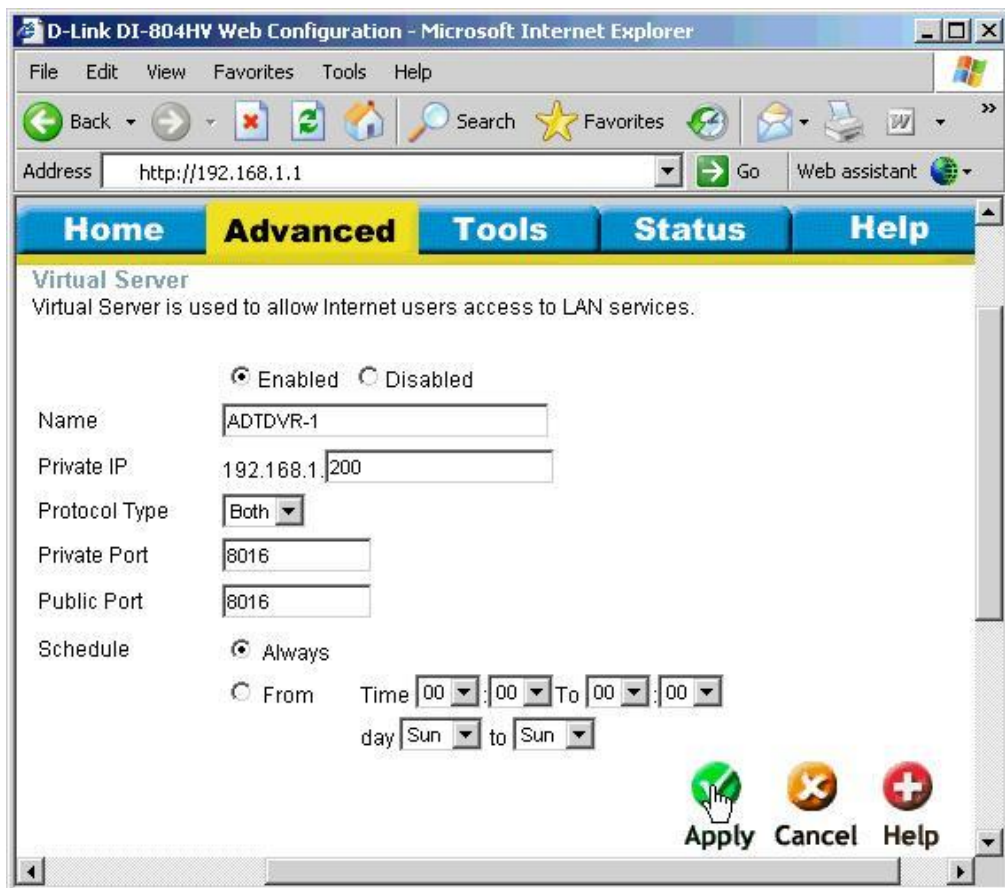 D-Link DI-804HV Web Configuration - Microsoft Internet Explorer
File Edit View Favorites Tools Help
Back Search Favorites W »
Address http://192.168.1.1 Go Web assistant
Home Advanced Tools Status Help
Virtual Server
Virtual Server is used to allow Internet users access to LAN services.
Enabled Disabled
Name ADTDVR-1
Private IP 192.168.1. 200
Protocol Type Both
Private Port 8016
Public Port 8016
Schedule Always
From Time 00 : 00 To 00 : 00
day Sun to Sun
Apply Cancel Help